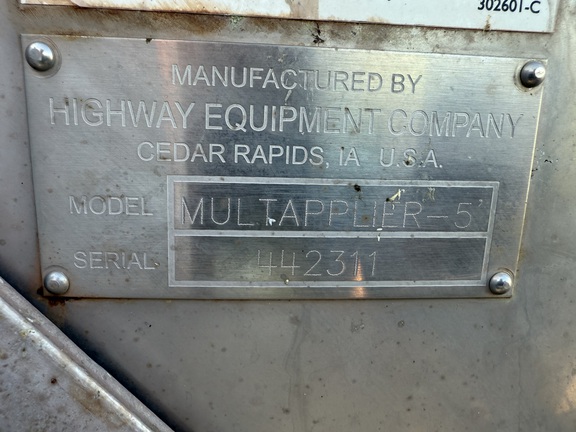 302601-C
MANUFACTURED BY
HIGHWAY EQUIPMENT COMPANY
CEDAR RAPIDS, IA U.S.A.
MODEL MULTAPPLIER-5'
SERIAL 442311